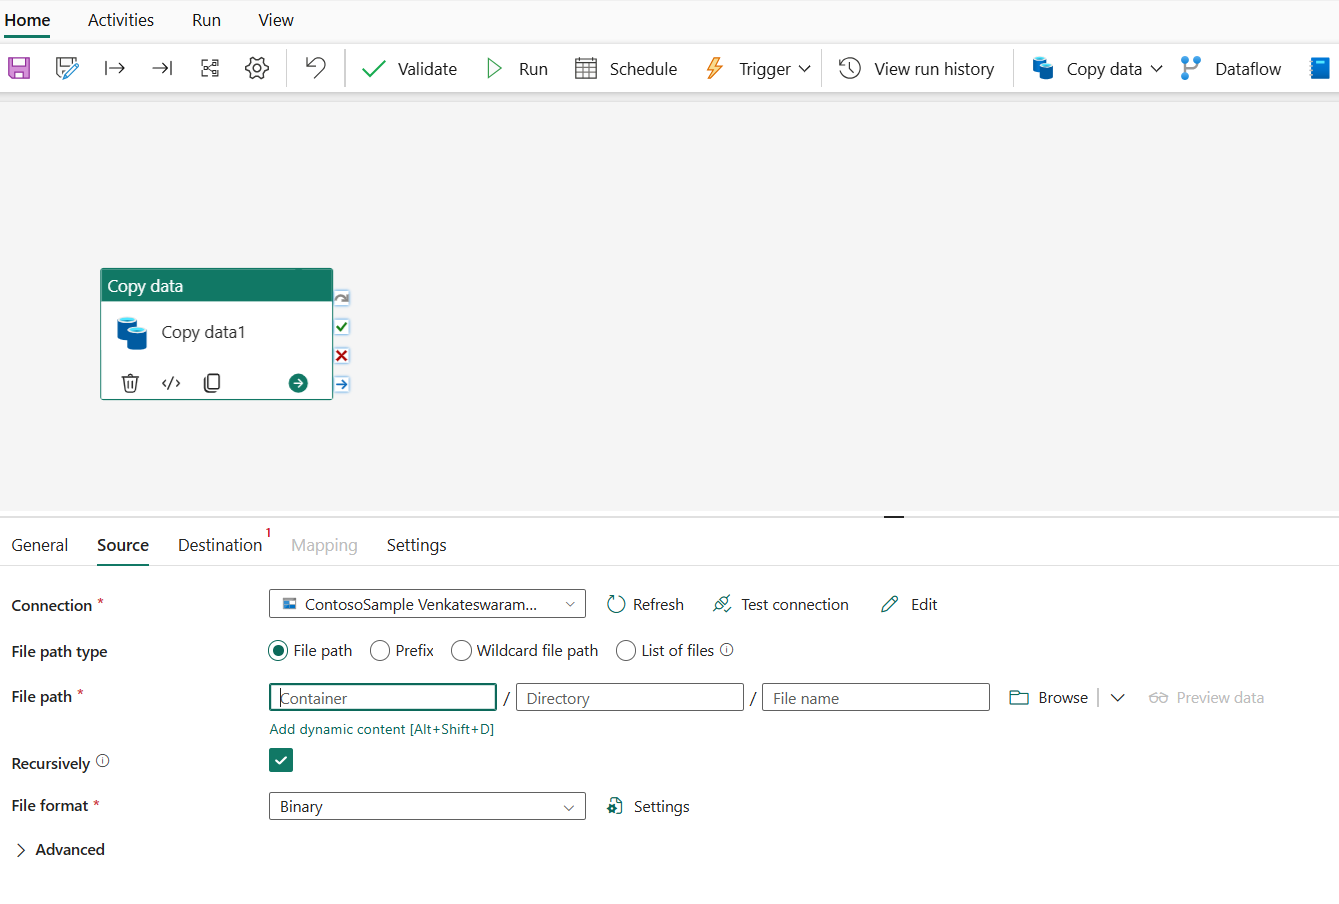 Home Activities Run View
Validate Run Schedule Trigger View run history Copy data Dataflow
Copy data
Copy data1
General Source Destination 1 Mapping Settings
Connection * ContosoSample Venkateswaram... Refresh Test connection Edit
File path type File path Prefix Wildcard file path List of files
File path * Container / Directory / File name Browse Preview data
Add dynamic content [Alt+Shift+D]
Recursively
File format * Binary Settings
Advanced